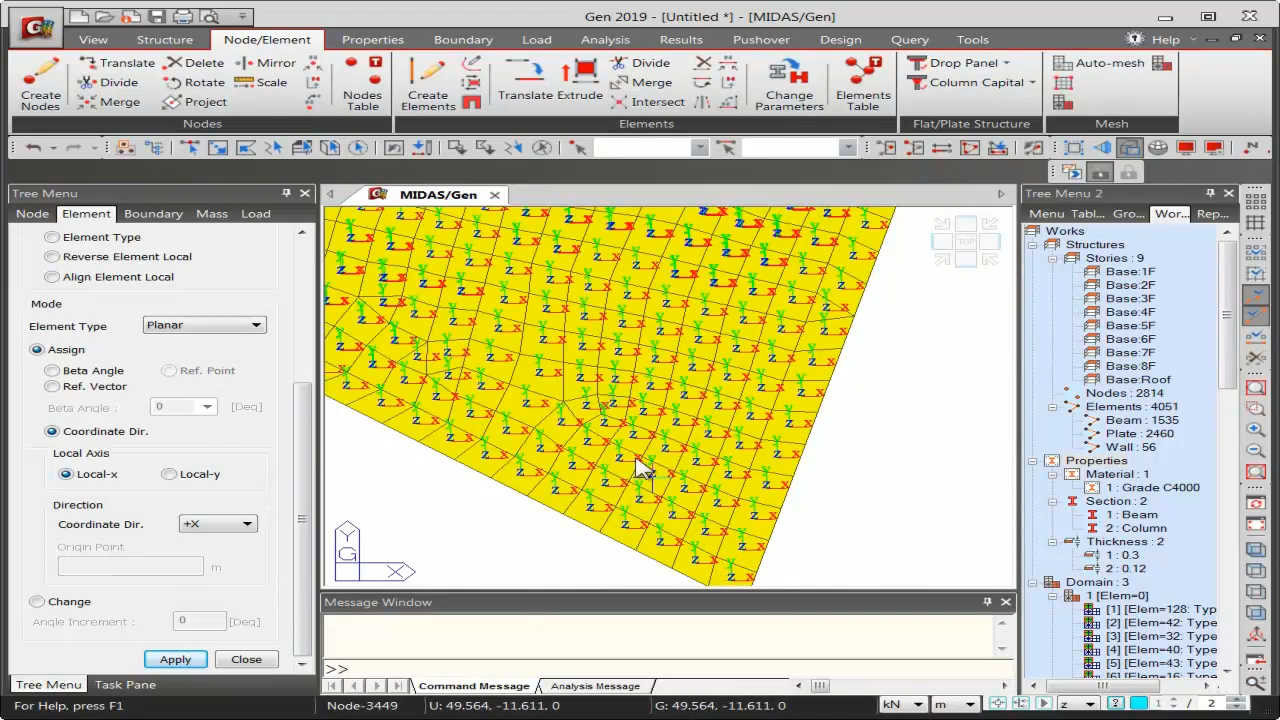 Gen 2019 - [Untitled *] - [MIDAS/Gen]
View Structure Node/Element Properties Boundary Load Analysis Results Pushover Design Query Tools Help
Create Nodes
Translate Delete Mirror
Divide Rotate Scale
Merge Project
Nodes Table
Create Elements
Translate Extrude
Divide
Merge
Intersect
Change Parameters
Elements Table
Drop Panel
Column Capital
Auto-mesh
Nodes Elements Flat/Plate Structure Mesh
Tree Menu
Node Element Boundary Mass Load
Element Type
Reverse Element Local
Align Element Local
Mode
Element Type Planar
Assign
Beta Angle Ref. Point
Ref. Vector
Beta Angle : 0 [Deg]
Coordinate Dir.
Local Axis
Local-x Local-y
Direction
Coordinate Dir. +X
Origin Point
m
Change
Angle Increment : 0 [Deg]
Apply Close
Tree Menu Task Pane
MIDAS/Gen
TOP
Y
G
X
Message Window
>>
Command Message Analysis Message
Tree Menu 2
Menu Tabl... Gro... Wor... Rep...
Works
Structures
Stories : 9
Base:1F
Base:2F
Base:3F
Base:4F
Base:5F
Base:6F
Base:7F
Base:8F
Base:Roof
Nodes : 2814
Elements : 4051
Beam : 1535
Plate : 2460
Wall : 56
Properties
Material : 1
1 : Grade C4000
Section : 2
1 : Beam
2 : Column
Thickness : 2
1 : 0.3
2 : 0.12
Domain : 3
1 [Elem=0]
[1] [Elem=128: Typ
[2] [Elem=42: Type
[3] [Elem=32: Type
[4] [Elem=40: Type
[5] [Elem=43: Type
For Help, press F1 Node-3449 U: 49.564, -11.611, 0 G: 49.564, -11.611, 0 kN m z 1 / 2